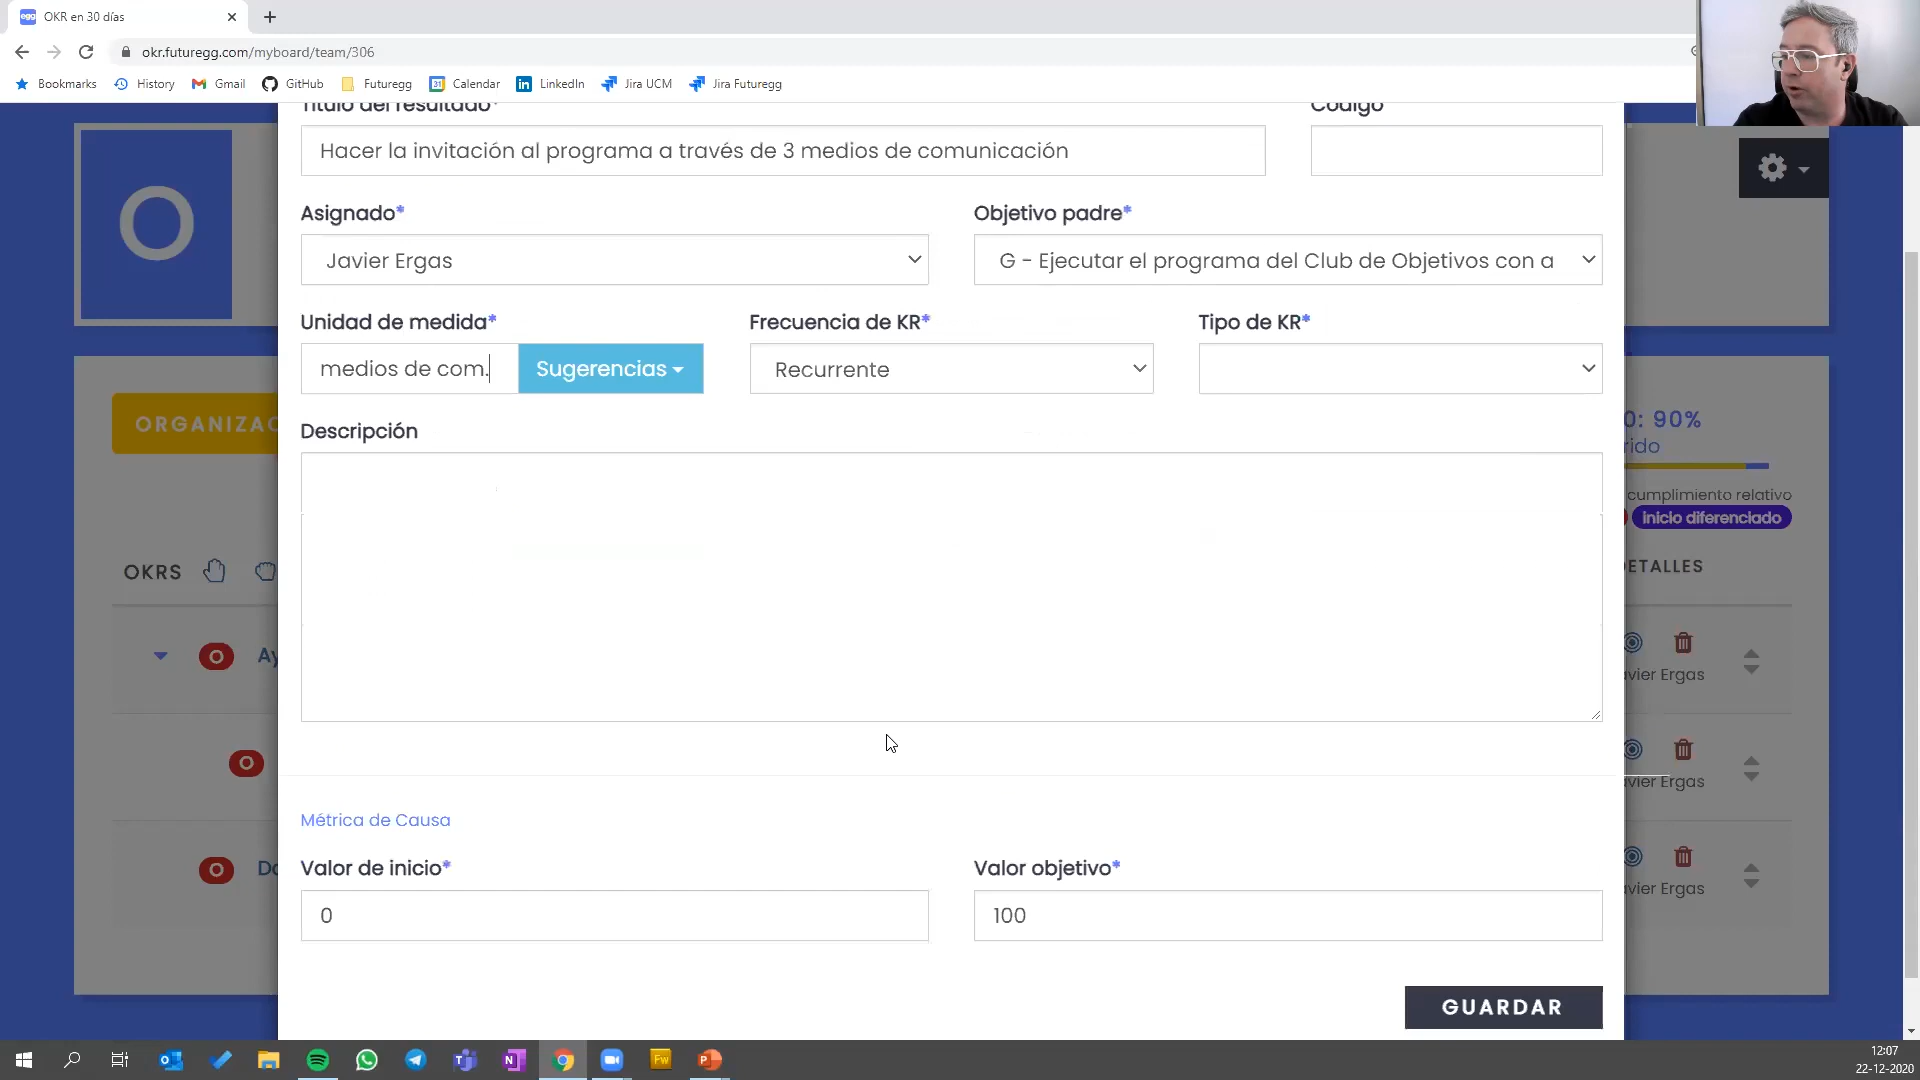 OKR en 30 días
okr.futuregg.com/myboard/team/306
Bookmarks
History
Gmail
GitHub
Futuregg
Calendar
LinkedIn
Jira UCM
Jira Futuregg
Título del resultado*
Código
Hacer la invitación al programa a través de 3 medios de comunicación
Asignado*
Objetivo padre*
Javier Ergas
G - Ejecutar el programa del Club de Objetivos con a
Unidad de medida*
Frecuencia de KR*
Tipo de KR*
medios de com.
Sugerencias
Recurrente
Descripción
ORGANIZAC
O: 90%
rido
cumplimiento relativo
inicio diferenciado
OKRS
DETALLES
O
Ay
avier Ergas
O
avier Ergas
O
avier Ergas
Métrica de Causa
Valor de inicio*
Valor objetivo*
0
100
GUARDAR
12:07
22-12-2020